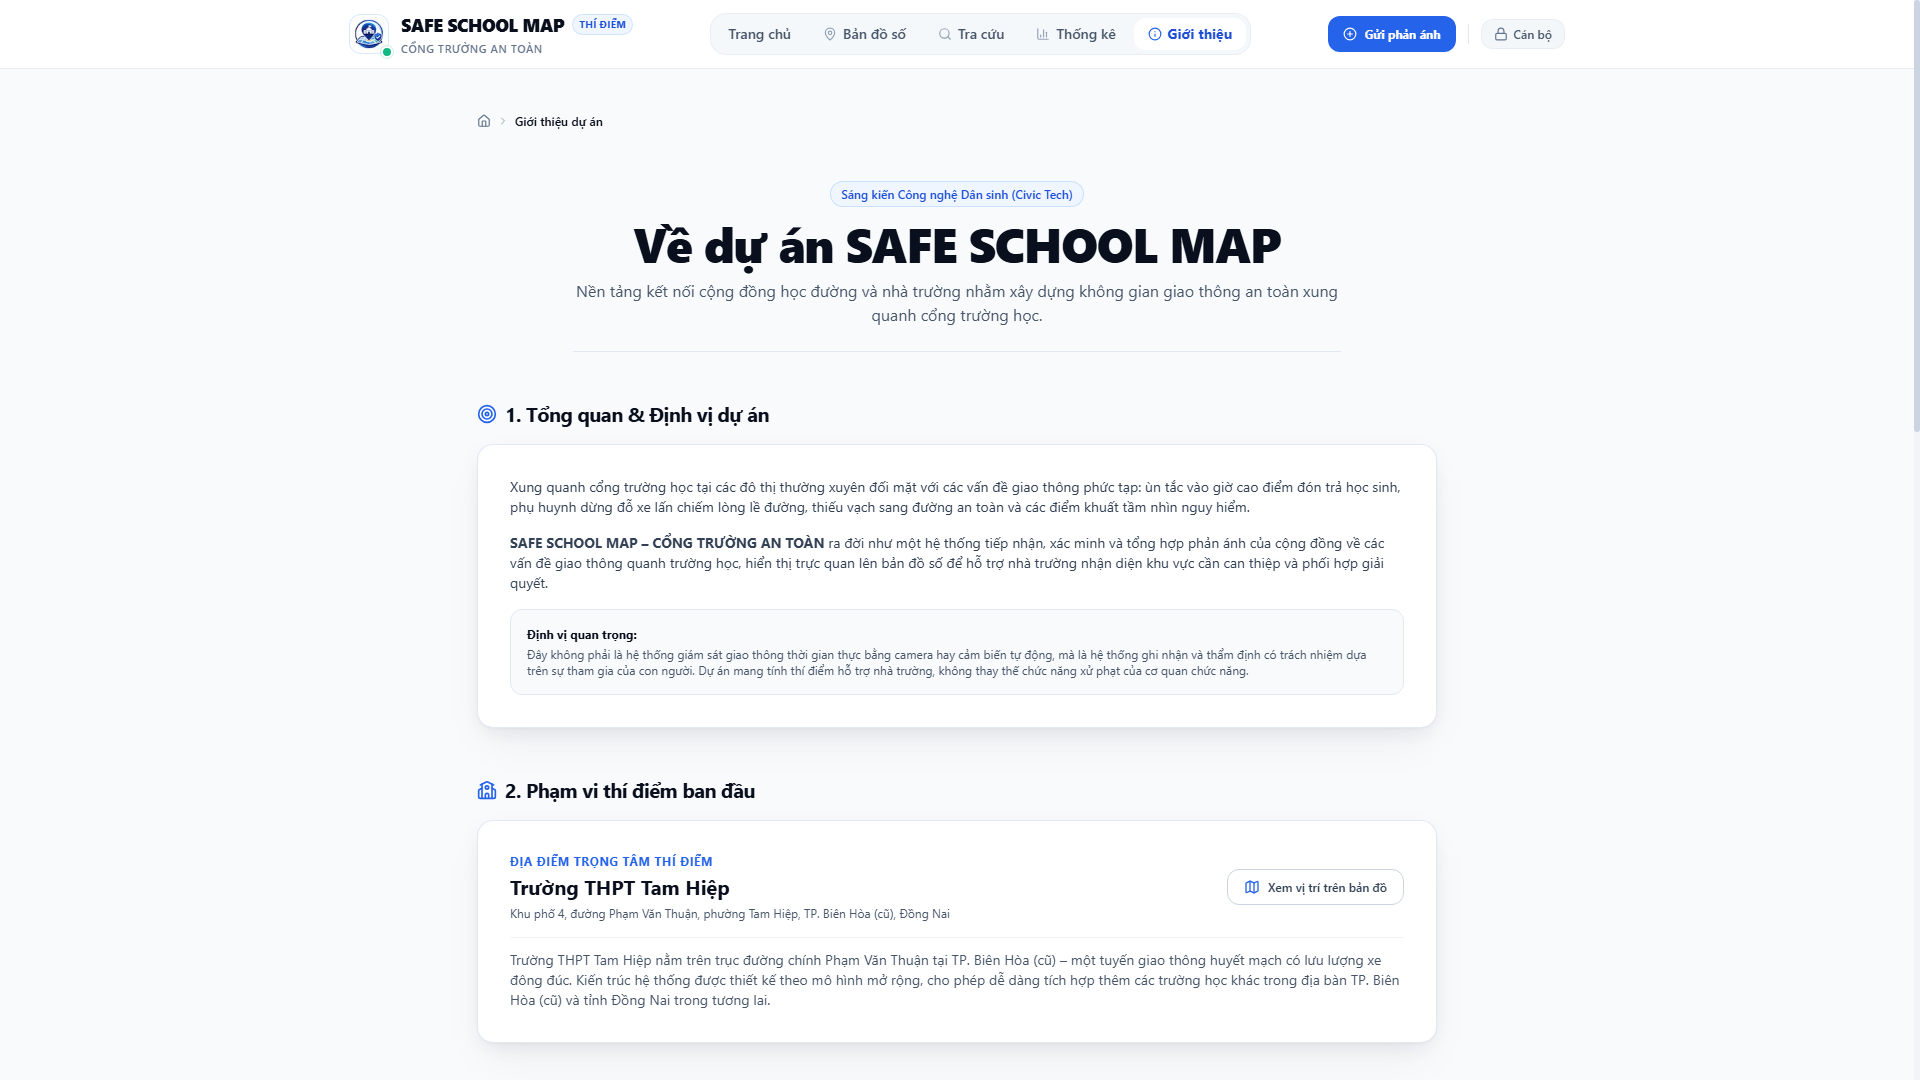 SAFE SCHOOL MAP
THÍ ĐIỂM
CỔNG TRƯỜNG AN TOÀN
Trang chủ
Bản đồ số
Tra cứu
Thống kê
Giới thiệu
Gửi phản ánh
Cán bộ
Giới thiệu dự án
Sáng kiến Công nghệ Dân sinh (Civic Tech)
Về dự án SAFE SCHOOL MAP
Nền tảng kết nối cộng đồng học đường và nhà trường nhằm xây dựng không gian giao thông an toàn xung
quanh cổng trường học.
1. Tổng quan & Định vị dự án
Xung quanh cổng trường học tại các đô thị thường xuyên đối mặt với các vấn đề giao thông phức tạp: ùn tắc vào giờ cao điểm đón trả học sinh,
phụ huynh dừng đỗ xe lấn chiếm lòng lề đường, thiếu vạch sang đường an toàn và các điểm khuất tầm nhìn nguy hiểm.
SAFE SCHOOL MAP – CỔNG TRƯỜNG AN TOÀN ra đời như một hệ thống tiếp nhận, xác minh và tổng hợp phản ánh của cộng đồng về các
vấn đề giao thông quanh trường học, hiển thị trực quan lên bản đồ số để hỗ trợ nhà trường nhận diện khu vực cần can thiệp và phối hợp giải
quyết.
Định vị quan trọng:
Đây không phải là hệ thống giám sát giao thông thời gian thực bằng camera hay cảm biến tự động, mà là hệ thống ghi nhận và thẩm định có trách nhiệm dựa
trên sự tham gia của con người. Dự án mang tính thí điểm hỗ trợ nhà trường, không thay thế chức năng xử phạt của cơ quan chức năng.
2. Phạm vi thí điểm ban đầu
ĐỊA ĐIỂM TRỌNG TÂM THÍ ĐIỂM
Trường THPT Tam Hiệp
Khu phố 4, đường Phạm Văn Thuận, phường Tam Hiệp, TP. Biên Hòa (cũ), Đồng Nai
Xem vị trí trên bản đồ
Trường THPT Tam Hiệp nằm trên trục đường chính Phạm Văn Thuận tại TP. Biên Hòa (cũ) – một tuyến giao thông huyết mạch có lưu lượng xe
đông đúc. Kiến trúc hệ thống được thiết kế theo mô hình mở rộng, cho phép dễ dàng tích hợp thêm các trường học khác trong địa bàn TP. Biên
Hòa (cũ) và tỉnh Đồng Nai trong tương lai.